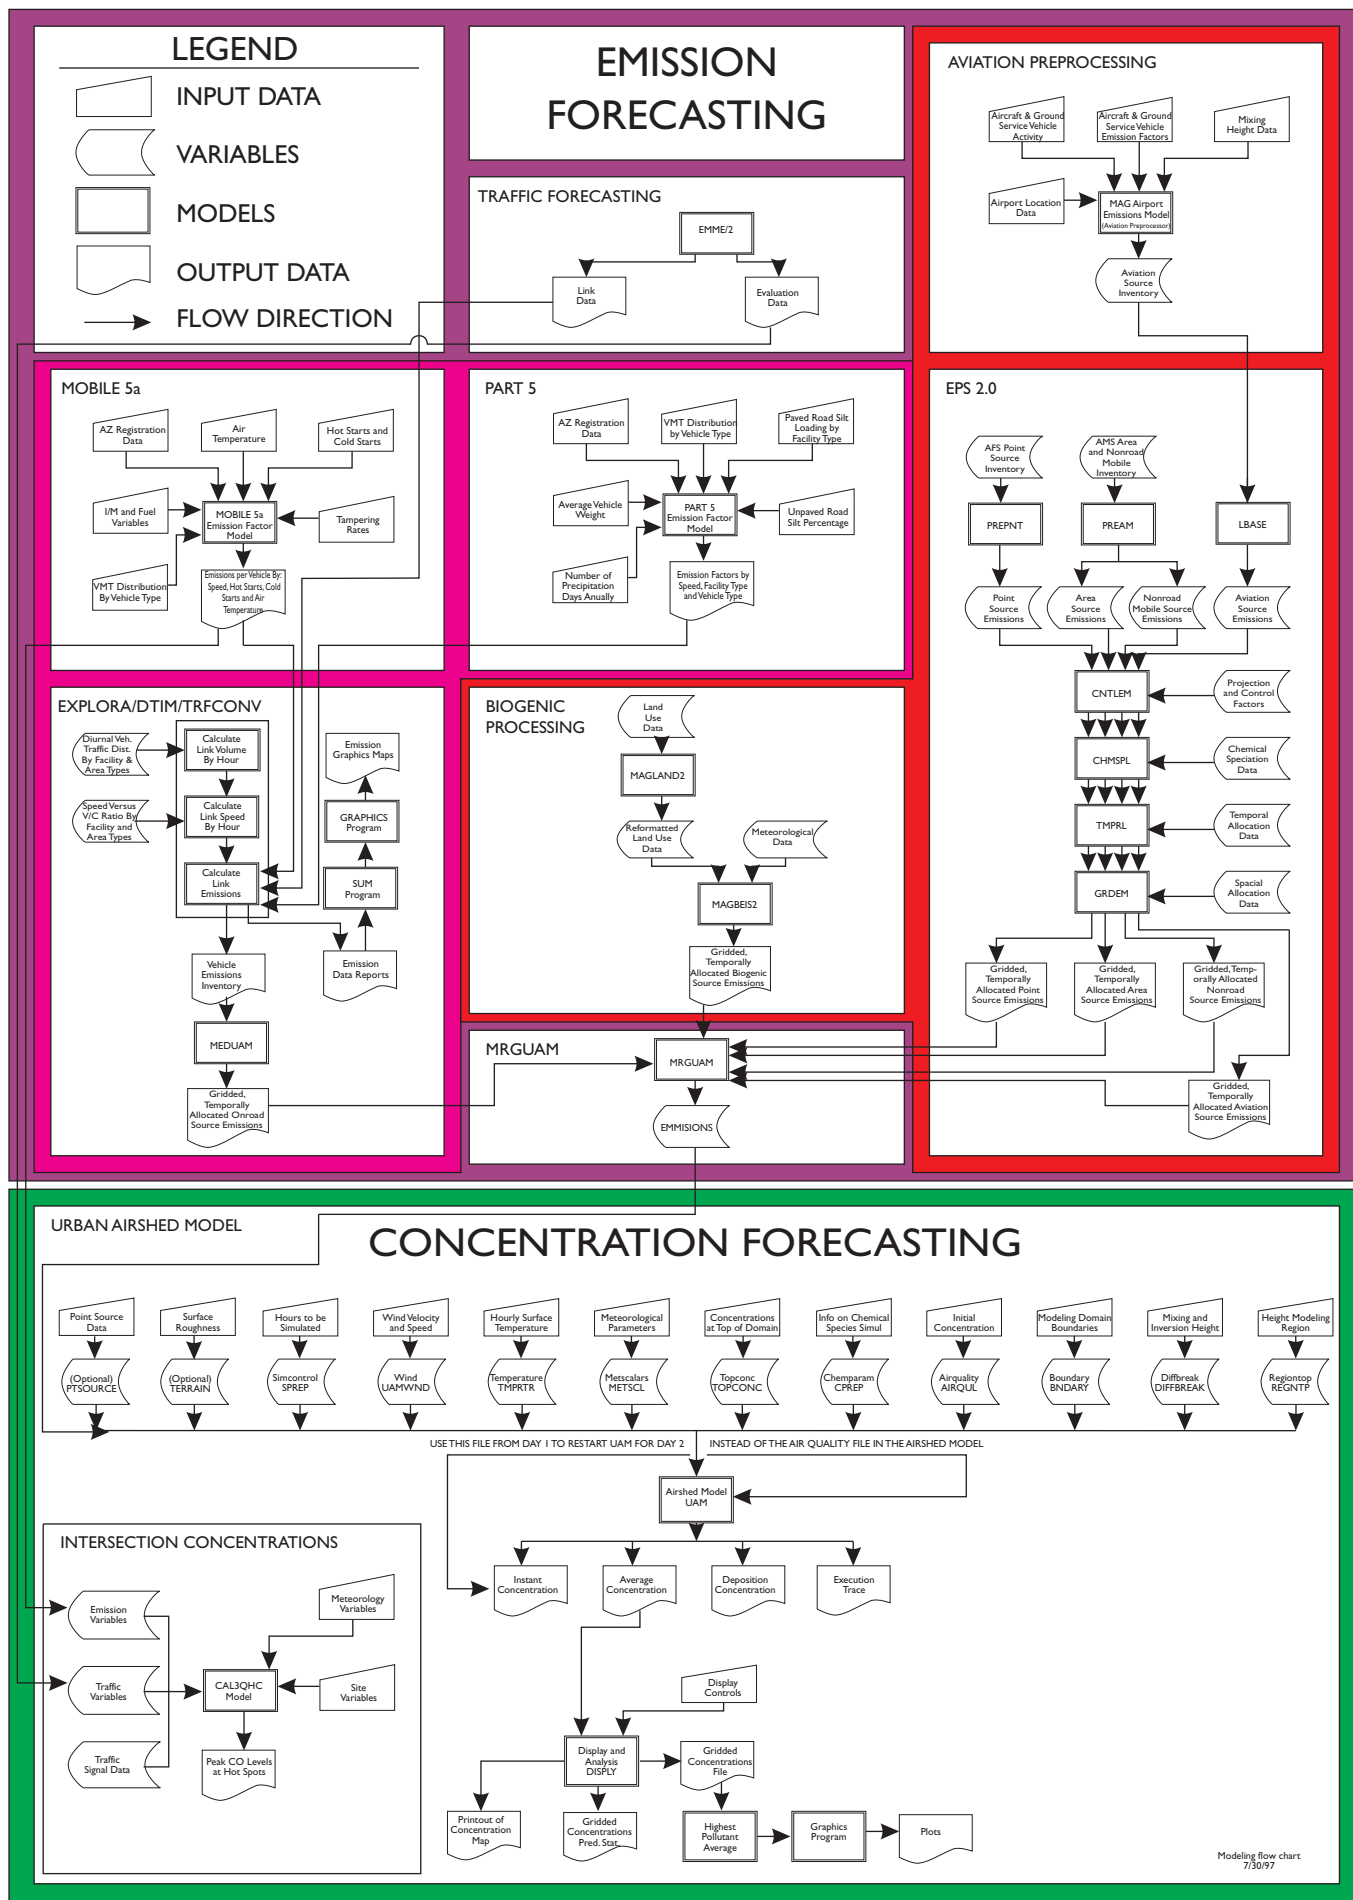 LEGEND
INPUT DATA
VARIABLES
MODELS
OUTPUT DATA
FLOW DIRECTION
EMISSION
FORECASTING
TRAFFIC FORECASTING
EMME/2
Link
Data
Evaluation
Data
AVIATION PREPROCESSING
Aircraft & Ground
Service Vehicle
Activity
Aircraft & Ground
Service Vehicle
Emission Factors
Mixing
Height Data
Airport Location
Data
MAG Airport
Emissions Model
(Aviation Preprocessor)
Aviation
Source
Inventory
MOBILE 5a
AZ Registration
Data
Air
Temperature
Hot Starts and
Cold Starts
I/M and Fuel
Variables
MOBILE 5a
Emission Factor
Model
Tampering
Rates
VMT Distribution
By Vehicle Type
Emissions per Vehicle By:
Speed, Hot Starts, Cold
Starts and Air
Temperature
PART 5
AZ Registration
Data
VMT Distribution
by Vehicle Type
Paved Road Silt
Loading by
Facility Type
Average Vehicle
Weight
PART 5
Emission Factor
Model
Unpaved Road
Silt Percentage
Number of
Precipitation
Days Anually
Emission Factors by
Speed, Facility Type
and Vehicle Type
EPS 2.0
AFS Point
Source
Inventory
AMS Area
and Nonroad
Mobile
Inventory
PREPNT
PREAM
LBASE
Point
Source
Emissions
Area
Source
Emissions
Nonroad
Mobile Source
Emissions
Aviation
Source
Emissions
CNTLEM
Projection
and Control
Factors
CHMSPL
Chemical
Speciation
Data
TMPRL
Temporal
Allocation
Data
GRDEM
Spacial
Allocation
Data
Gridded,
Temporally
Allocated Point
Source Emissions
Gridded,
Temporally
Allocated Area
Source Emissions
Gridded, Temp-
orally Allocated
Nonroad
Source Emissions
Gridded,
Temporally
Allocated Aviation
Source Emissions
EXPLORA/DTIM/TRFCONV
Diurnal Veh.
Traffic Dist.
By Facility &
Area Types
Calculate
Link Volume
By Hour
Speed Versus
V/C Ratio By
Facility and
Area Types
Calculate
Link Speed
By Hour
Calculate
Link
Emissions
Emission
Graphics Maps
GRAPHICS
Program
SUM
Program
Emission
Data Reports
Vehicle
Emissions
Inventory
MEDUAM
Gridded,
Temporally
Allocated Onroad
Source Emissions
BIOGENIC
PROCESSING
Land
Use
Data
MAGLAND2
Reformatted
Land Use
Data
Meteorological
Data
MAGBEIS2
Gridded,
Temporally
Allocated Biogenic
Source Emissions
MRGUAM
MRGUAM
EMMISIONS
URBAN AIRSHED MODEL
CONCENTRATION FORECASTING
Point Source
Data
Surface
Roughness
Hours to be
Simulated
Wind Velocity
and Speed
Hourly Surface
Temperature
Meteorological
Parameters
Concentrations
at Top of Domain
Info on Chemical
Species Simul
Initial
Concentration
Modeling Domain
Boundaries
Mixing and
Inversion Height
Height Modeling
Region
(Optional)
PTSOURCE
(Optional)
TERRAIN
Simcontrol
SPREP
Wind
UAMWND
Temperature
TMPRTR
Metscalars
METSCL
Topconc
TOPCONC
Chemparam
CPREP
Airquality
AIRQUL
Boundary
BNDARY
Diffbreak
DIFFBREAK
Regiontop
REGNTP
USE THIS FILE FROM DAY 1 TO RESTART UAM FOR DAY 2 INSTEAD OF THE AIR QUALITY FILE IN THE AIRSHED MODEL
Airshed Model
UAM
Instant
Concentration
Average
Concentration
Deposition
Concentration
Execution
Trace
INTERSECTION CONCENTRATIONS
Emission
Variables
Meteorology
Variables
Traffic
Variables
CAL3QHC
Model
Site
Variables
Traffic
Signal Data
Peak CO Levels
at Hot Spots
Display
Controls
Display and
Analysis
DISPLY
Gridded
Concentrations
File
Printout of
Concentration
Map
Gridded
Concentrations
Pred. Stat.
Highest
Pollutant
Average
Graphics
Program
Plots
Modeling flow chart
7/30/97